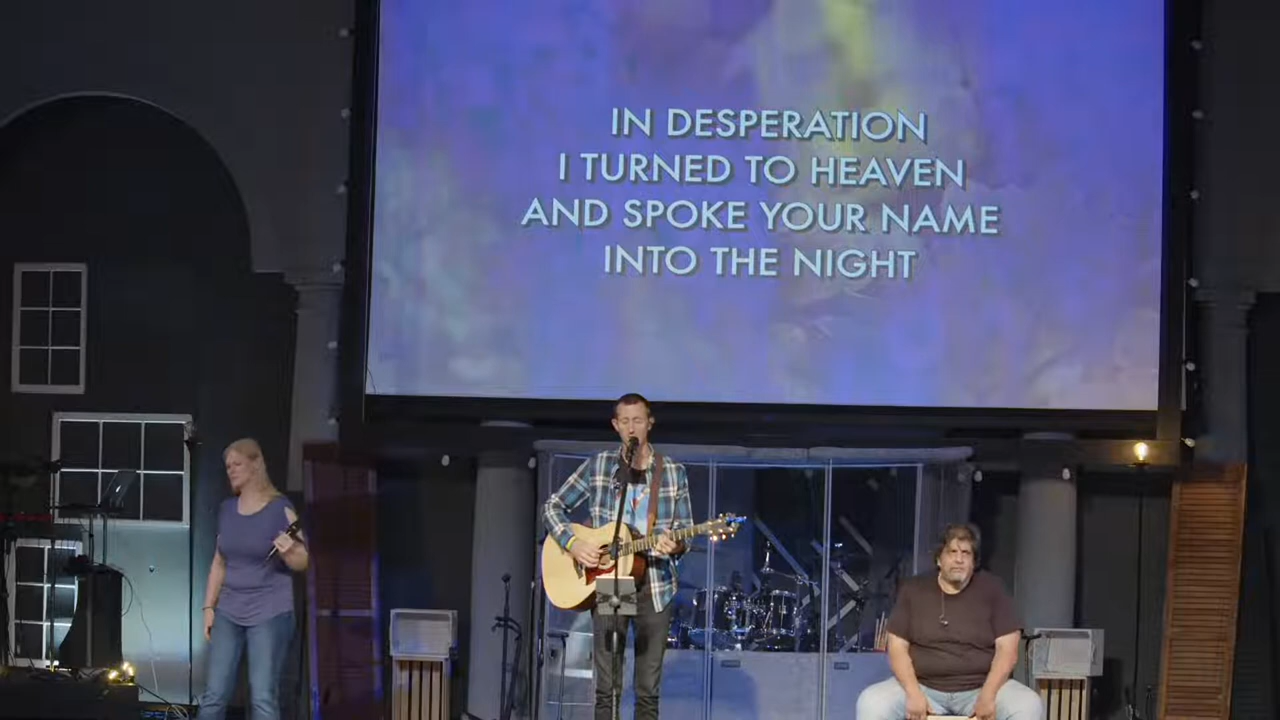 IN DESPERATION
I TURNED TO HEAVEN
AND SPOKE YOUR NAME
INTO THE NIGHT